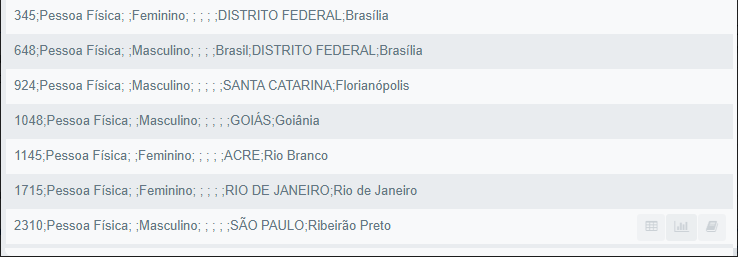 345;Pessoa Física; ;Feminino; ; ; ; ;DISTRITO FEDERAL;Brasília
648;Pessoa Física; ;Masculino; ; ; ;Brasil;DISTRITO FEDERAL;Brasília
924;Pessoa Física; ;Masculino; ; ; ; ;SANTA CATARINA;Florianópolis
1048;Pessoa Física; ;Masculino; ; ; ; ;GOIÁS;Goiânia
1145;Pessoa Física; ;Feminino; ; ; ; ;ACRE;Rio Branco
1715;Pessoa Física; ;Feminino; ; ; ; ;RIO DE JANEIRO;Rio de Janeiro
2310;Pessoa Física; ;Masculino; ; ; ; ;SÃO PAULO;Ribeirão Preto